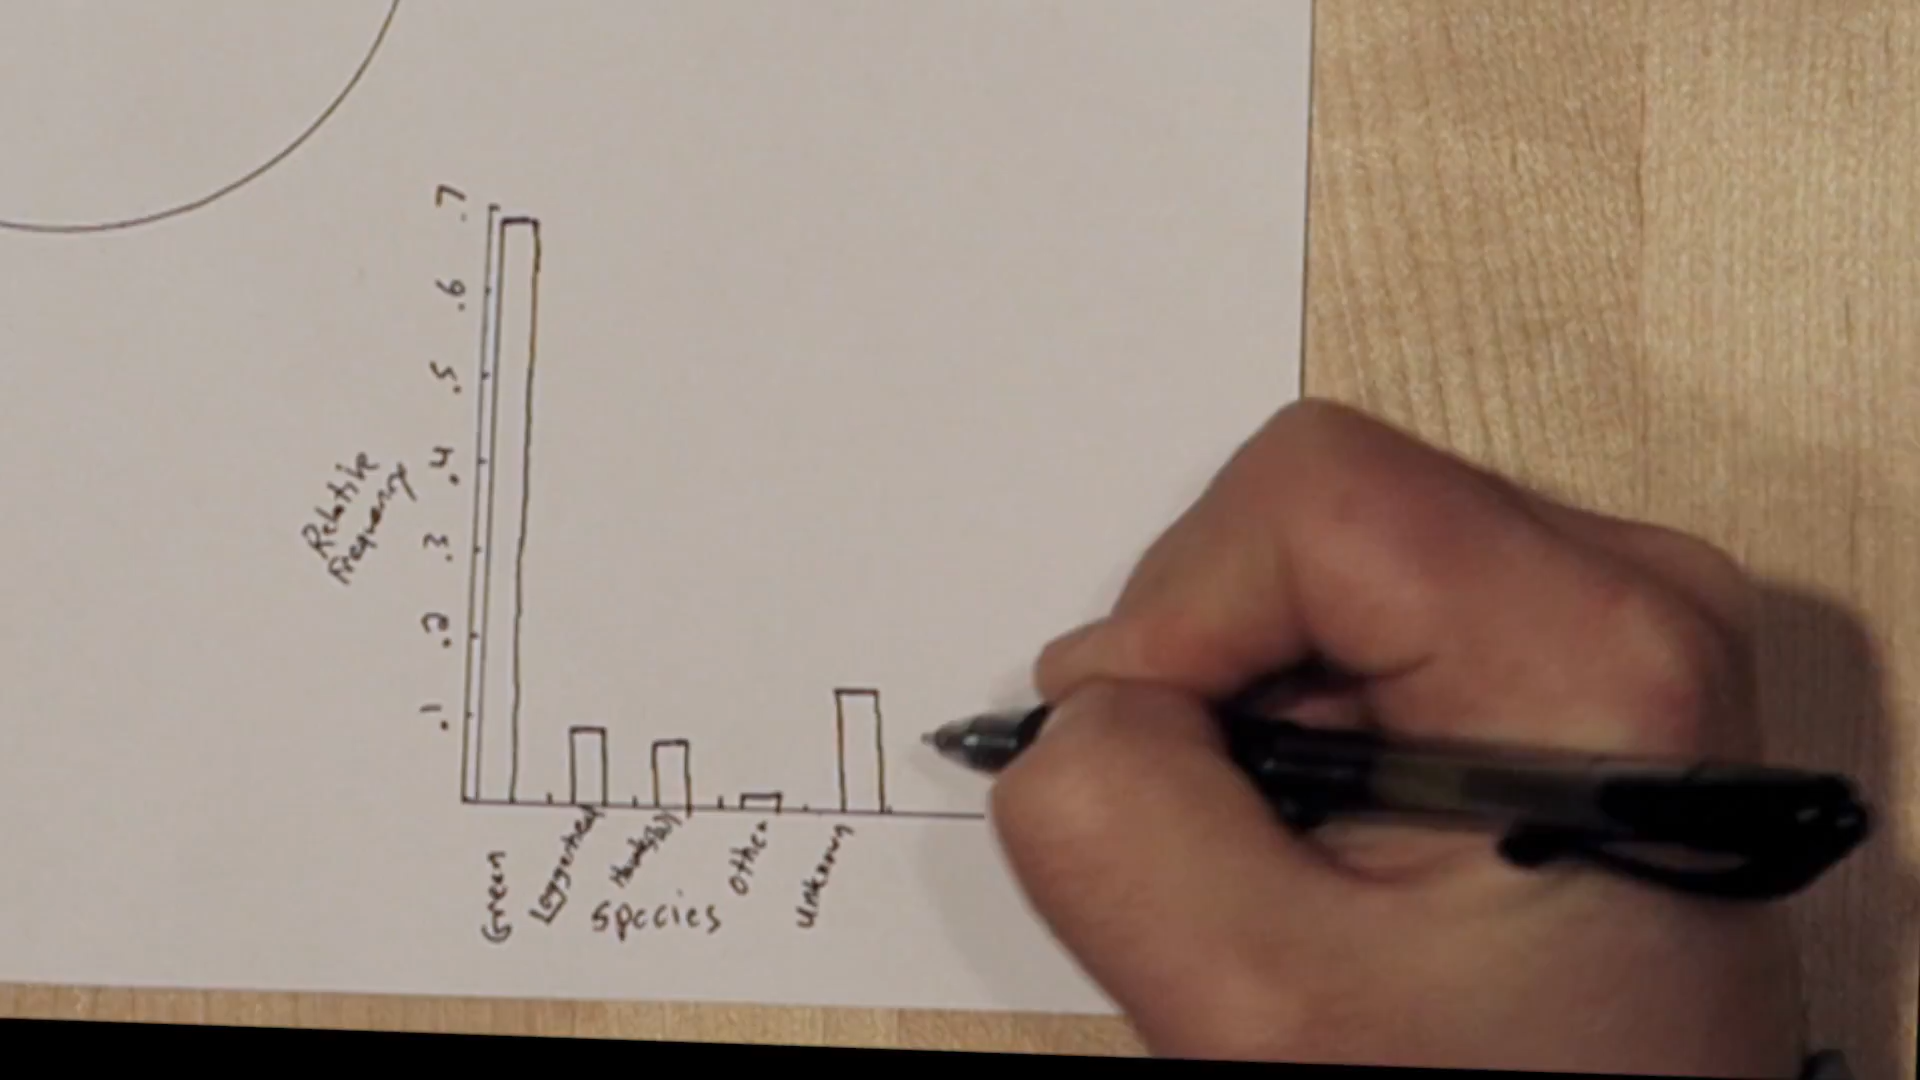 .7
.6
.5
.4
.3
.2
.1
Relative
Frequency
Green
Loggerhead
Hawksbill
Other
Unknown
Species